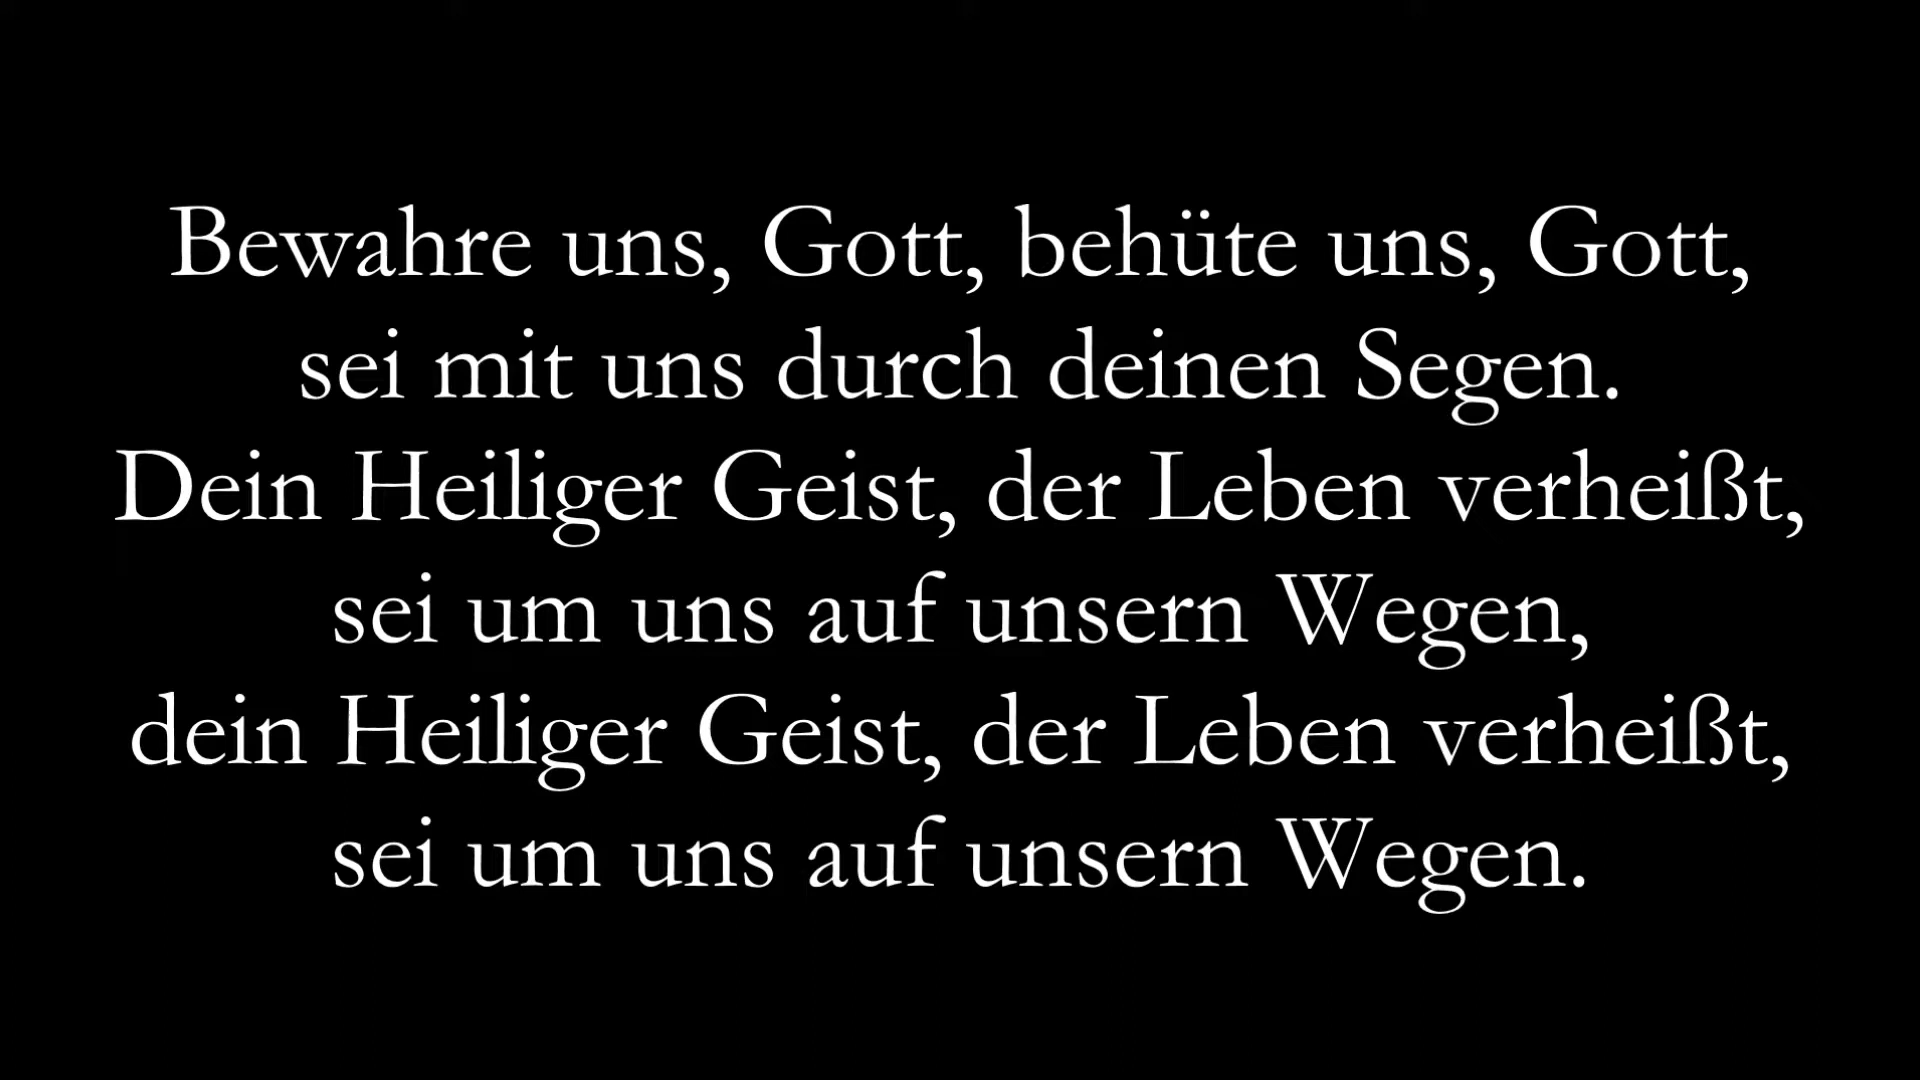 Bewahre uns, Gott, behüte uns, Gott,
sei mit uns durch deinen Segen.
Dein Heiliger Geist, der Leben verheißt,
sei um uns auf unsern Wegen,
dein Heiliger Geist, der Leben verheißt,
sei um uns auf unsern Wegen.